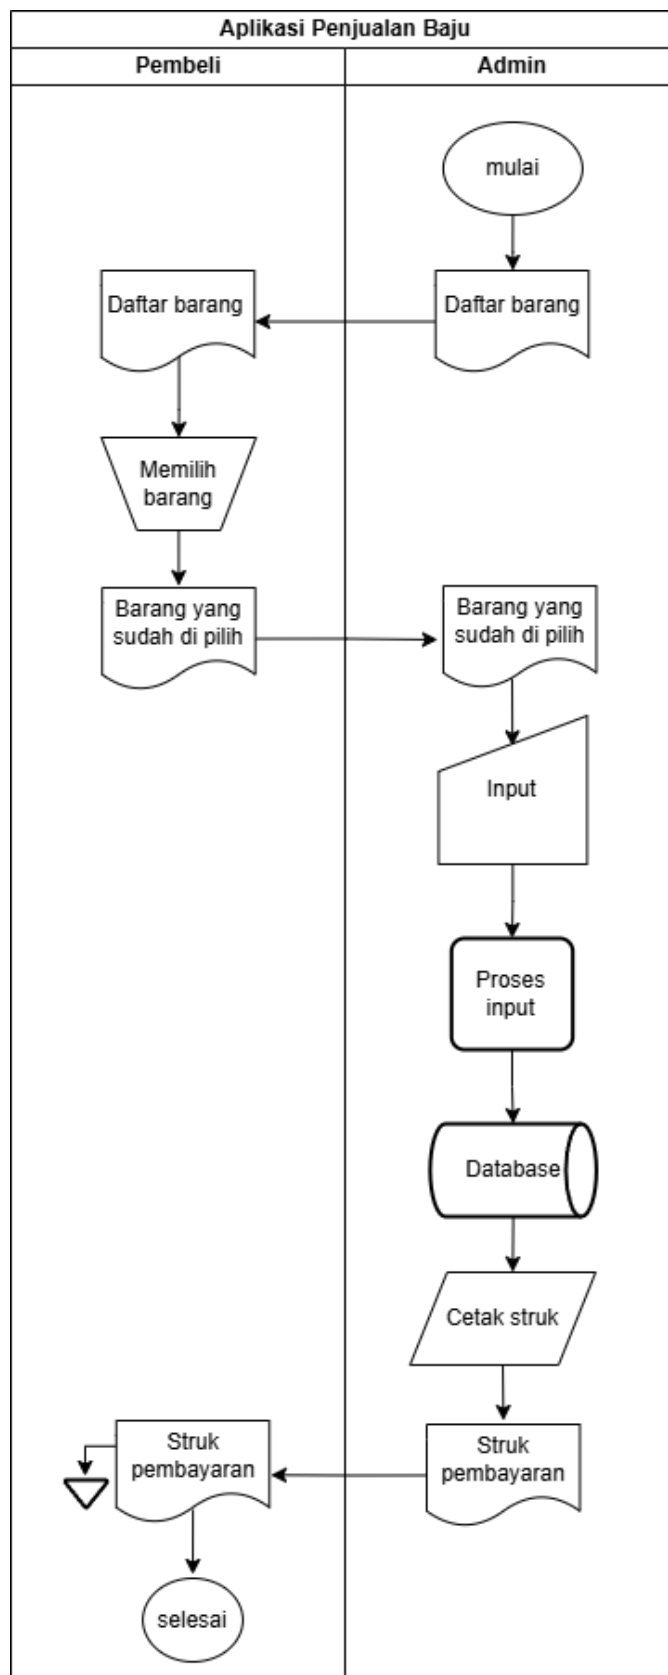 Aplikasi Penjualan Baju
Pembeli
Admin
mulai
Daftar barang
Daftar barang
Memilih
barang
Barang yang
sudah di pilih
Barang yang
sudah di pilih
Input
Proses
input
Database
Cetak struk
Struk
pembayaran
Struk
pembayaran
selesai